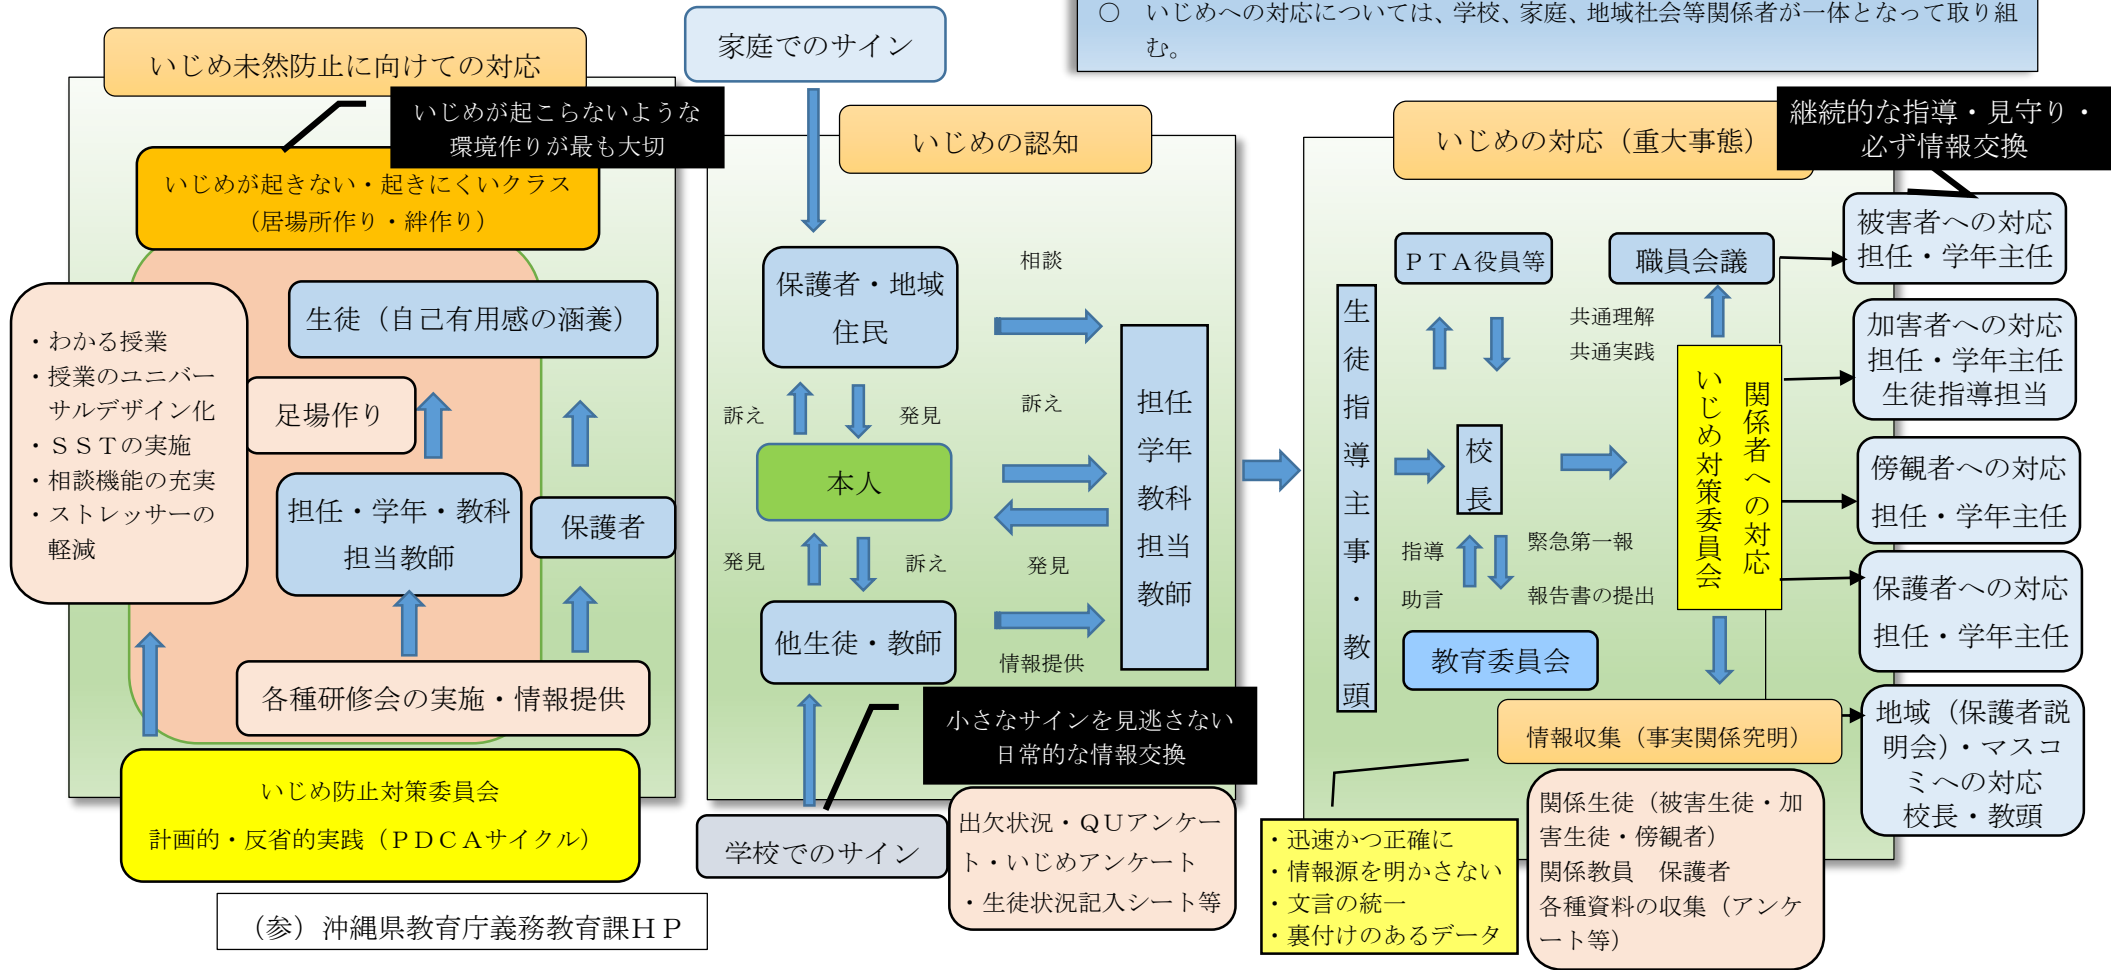 ○　いじめへの対応については、学校、家庭、地域社会等関係者が一体となって取り組
む。
家庭でのサイン
いじめ未然防止に向けての対応
いじめが起こらないような
環境作りが最も大切
いじめが起きない・起きにくいクラス
（居場所作り・絆作り）
生徒（自己有用感の涵養）
・わかる授業
・授業のユニバー
サルデザイン化
・ＳＳＴの実施
・相談機能の充実
・ストレッサーの
軽減
足場作り
担任・学年・教科
担当教師
保護者
各種研修会の実施・情報提供
いじめ防止対策委員会
計画的・反省的実践（ＰＤＣＡサイクル）
（参）沖縄県教育庁義務教育課ＨＰ
いじめの認知
保護者・地域
住民
相談
訴え
発見
訴え
本人
発見
訴え
発見
他生徒・教師
情報提供
担任
学年
教科
担当
教師
小さなサインを見逃さない
日常的な情報交換
学校でのサイン
出欠状況・ＱＵアンケー
ト・いじめアンケート
・生徒状況記入シート等
いじめの対応（重大事態）
継続的な指導・見守り・
必ず情報交換
ＰＴＡ役員等
職員会議
共通理解
共通実践
生徒指導主事・教頭
校長
指導
助言
緊急第一報
報告書の提出
教育委員会
関係者への対応
いじめ対策委員会
被害者への対応
担任・学年主任
加害者への対応
担任・学年主任
生徒指導担当
傍観者への対応
担任・学年主任
保護者への対応
担任・学年主任
地域（保護者説
明会）・マスコ
ミへの対応
校長・教頭
情報収集（事実関係究明）
・迅速かつ正確に
・情報源を明かさない
・文言の統一
・裏付けのあるデータ
関係生徒（被害生徒・加
害生徒・傍観者）
関係教員　保護者
各種資料の収集（アンケ
ート等）